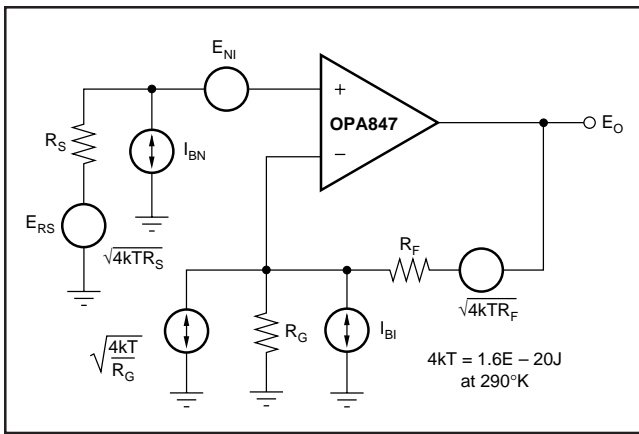 E_NI
+
OPA847
−
E_O
R_S
I_BN
E_RS
√4kTR_S
R_F
√4kTR_F
√4kT/R_G
R_G
I_BI
4kT = 1.6E – 20J
at 290°K